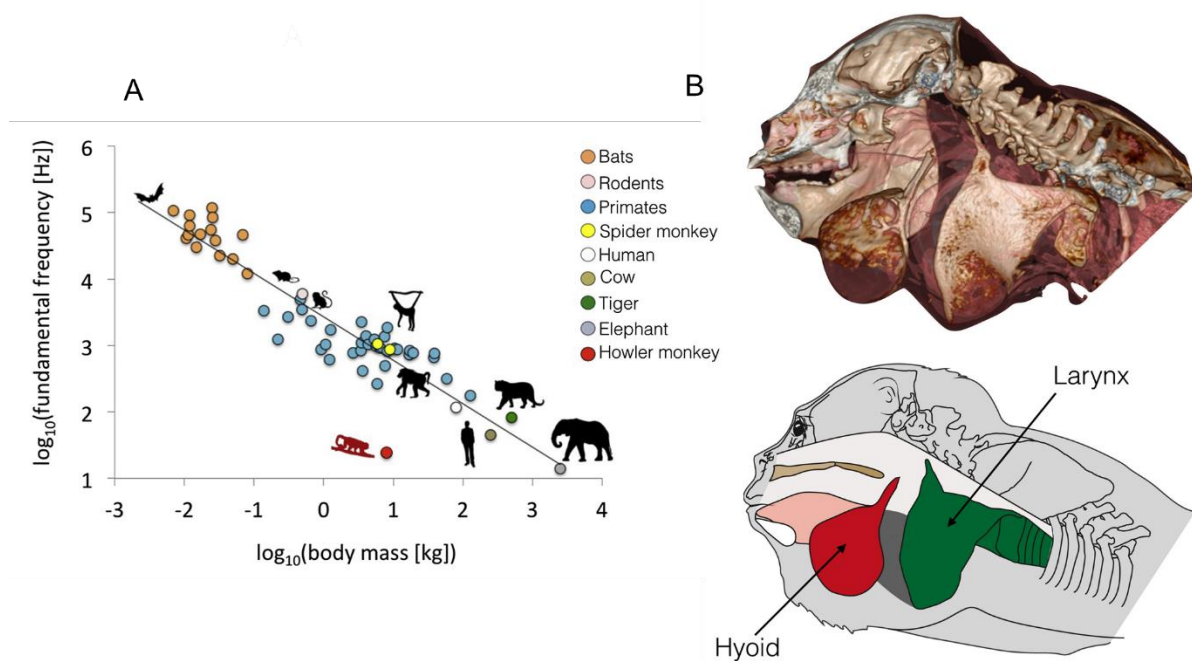 A
B
6
5
4
3
2
1
-3 -2 -1 0 1 2 3 4
log10(fundamental frequency [Hz])
log10(body mass [kg])
Bats
Rodents
Primates
Spider monkey
Human
Cow
Tiger
Elephant
Howler monkey
Larynx
Hyoid